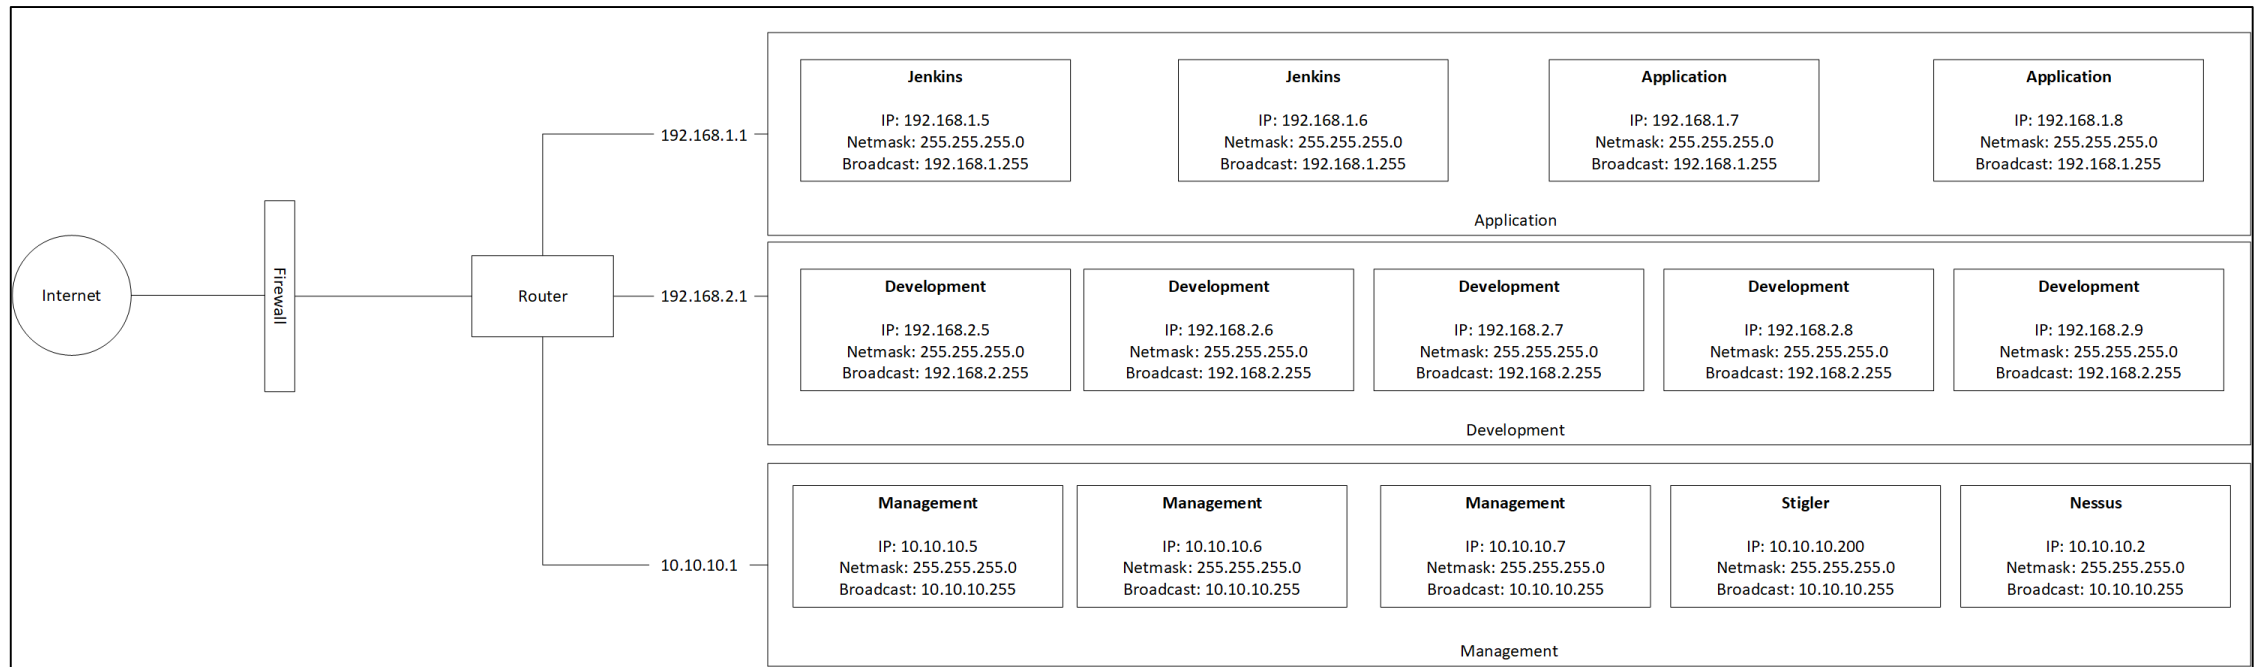 Internet
Firewall
Router
192.168.1.1
192.168.2.1
10.10.10.1
Jenkins
IP: 192.168.1.5
Netmask: 255.255.255.0
Broadcast: 192.168.1.255
Jenkins
IP: 192.168.1.6
Netmask: 255.255.255.0
Broadcast: 192.168.1.255
Application
IP: 192.168.1.7
Netmask: 255.255.255.0
Broadcast: 192.168.1.255
Application
IP: 192.168.1.8
Netmask: 255.255.255.0
Broadcast: 192.168.1.255
Application
Development
IP: 192.168.2.5
Netmask: 255.255.255.0
Broadcast: 192.168.2.255
Development
IP: 192.168.2.6
Netmask: 255.255.255.0
Broadcast: 192.168.2.255
Development
IP: 192.168.2.7
Netmask: 255.255.255.0
Broadcast: 192.168.2.255
Development
IP: 192.168.2.8
Netmask: 255.255.255.0
Broadcast: 192.168.2.255
Development
IP: 192.168.2.9
Netmask: 255.255.255.0
Broadcast: 192.168.2.255
Development
Management
IP: 10.10.10.5
Netmask: 255.255.255.0
Broadcast: 10.10.10.255
Management
IP: 10.10.10.6
Netmask: 255.255.255.0
Broadcast: 10.10.10.255
Management
IP: 10.10.10.7
Netmask: 255.255.255.0
Broadcast: 10.10.10.255
Stigler
IP: 10.10.10.200
Netmask: 255.255.255.0
Broadcast: 10.10.10.255
Nessus
IP: 10.10.10.2
Netmask: 255.255.255.0
Broadcast: 10.10.10.255
Management